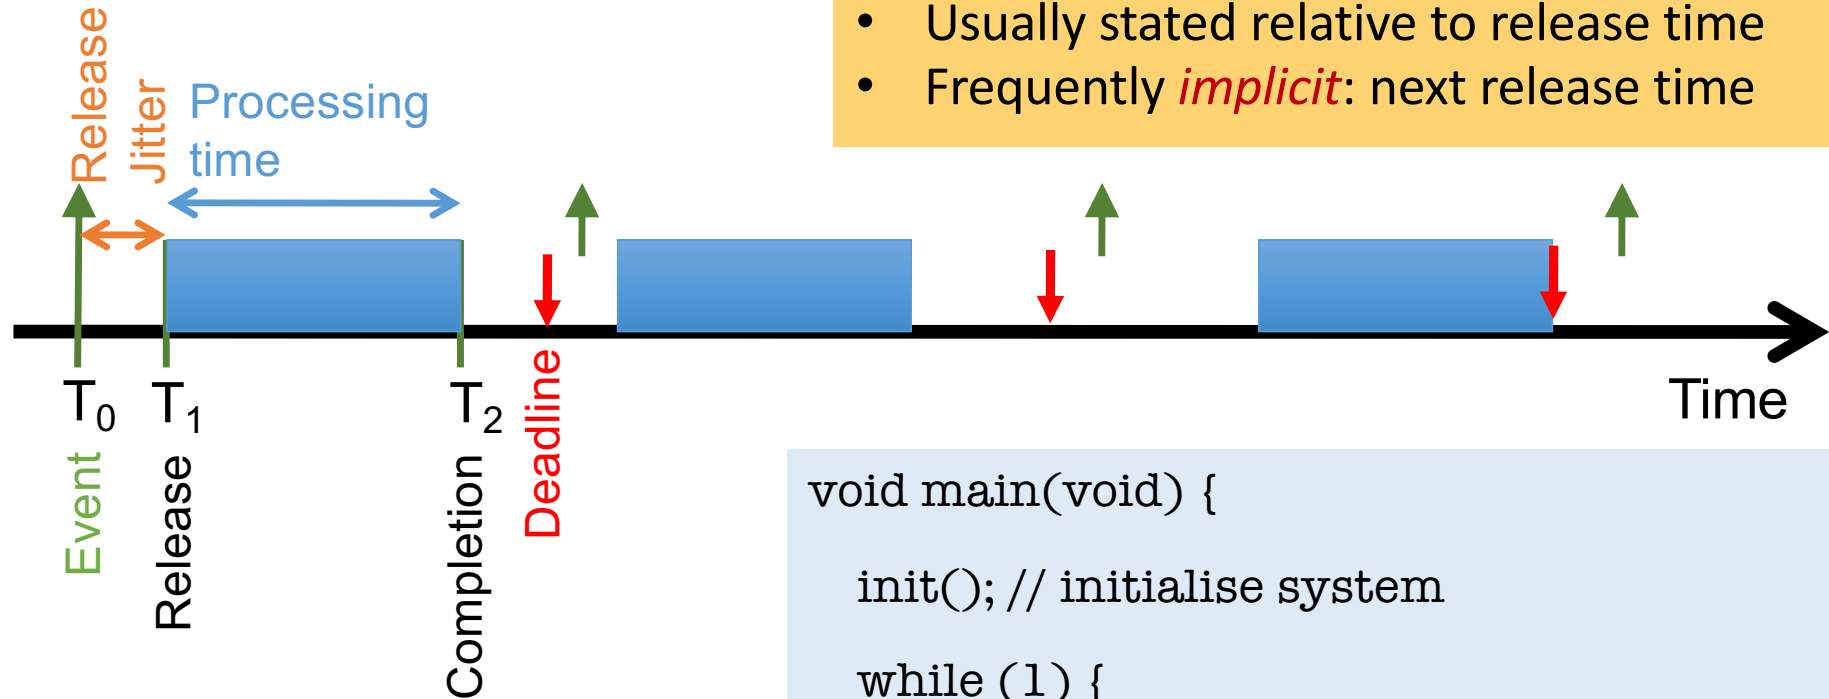 • Usually stated relative to release time
• Frequently implicit: next release time
Release
Jitter
Processing
time
T₀
T₁
T₂
Time
Event
Release
Completion
Deadline
void main(void) {
init(); // initialise system
while (1) {